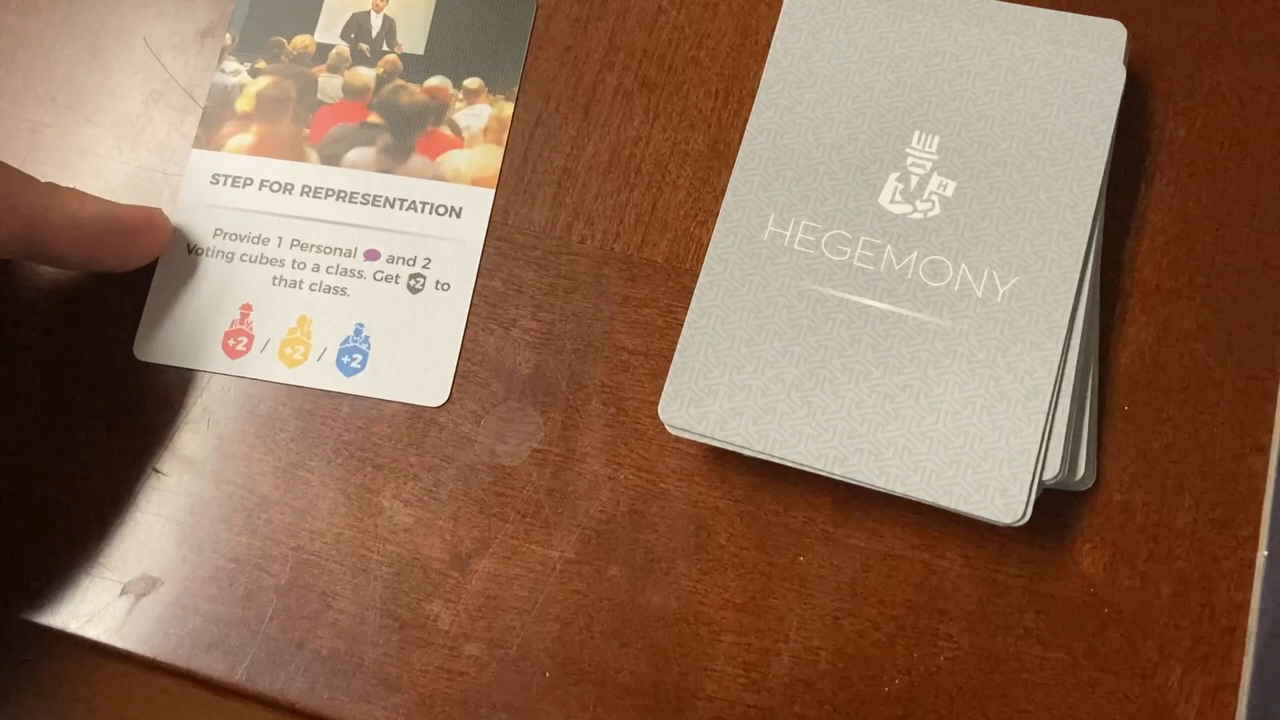 STEP FOR REPRESENTATION
Provide 1 Personal and 2
Voting cubes to a class. Get +2 to
that class.
+2 / +2 / +2
H
HEGEMONY